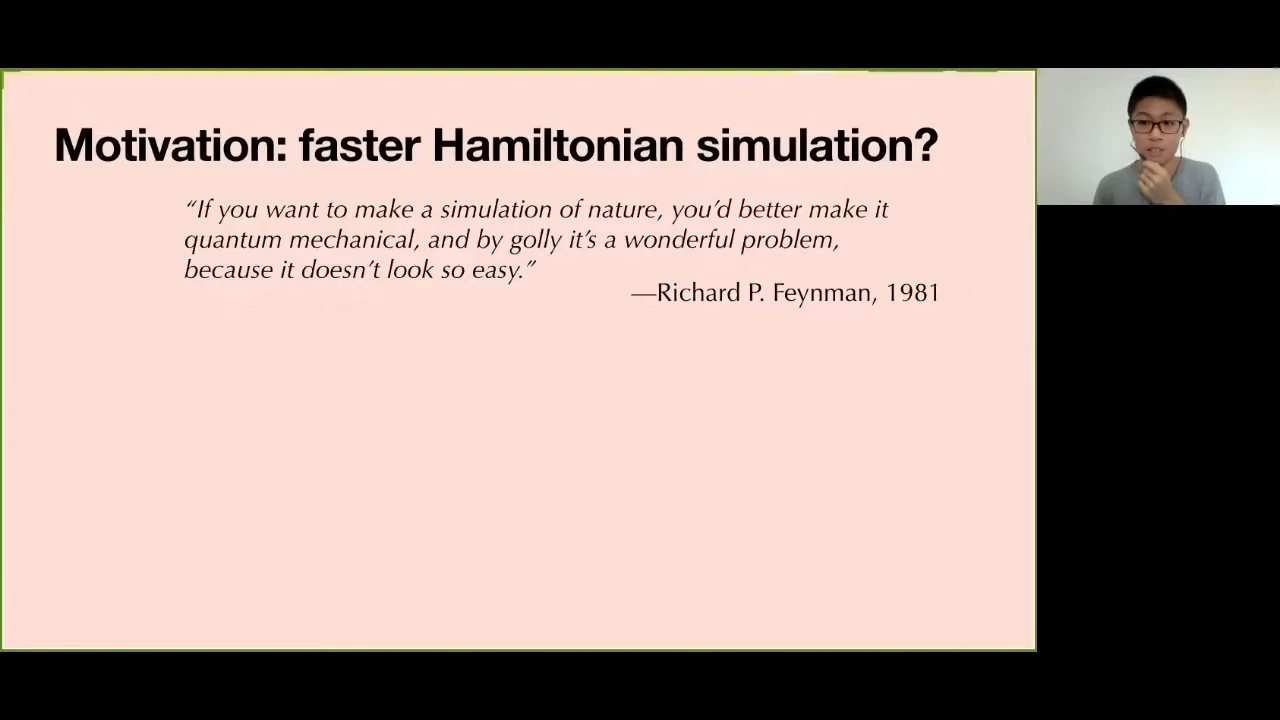 Motivation: faster Hamiltonian simulation?
“If you want to make a simulation of nature, you’d better make it
quantum mechanical, and by golly it’s a wonderful problem,
because it doesn’t look so easy.”
—Richard P. Feynman, 1981